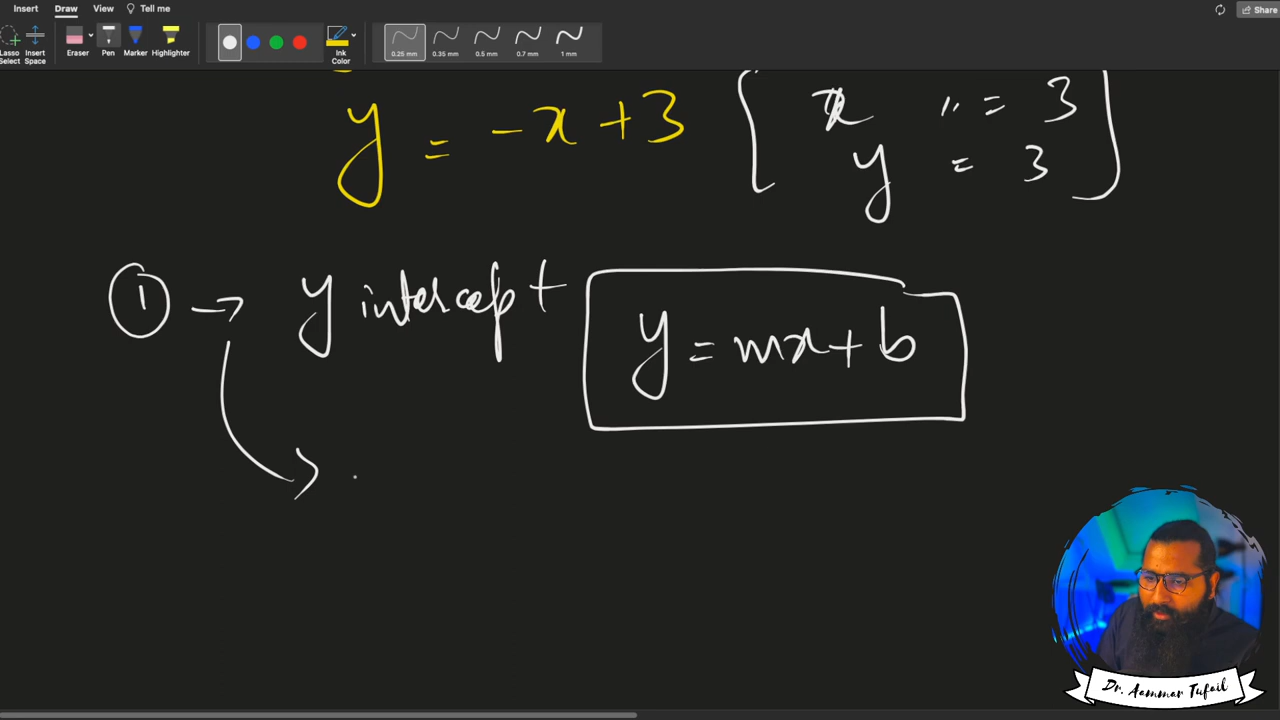 Insert Draw View Tell me Share
Lasso Select
Insert Space
Eraser Pen Marker Highlighter
Ink Color
0.25 mm 0.35 mm 0.5 mm 0.7 mm 1 mm
y = -x + 3
x " = 3
y = 3
① → y intercept
y = mx + b
Dr. Aammar Tufail